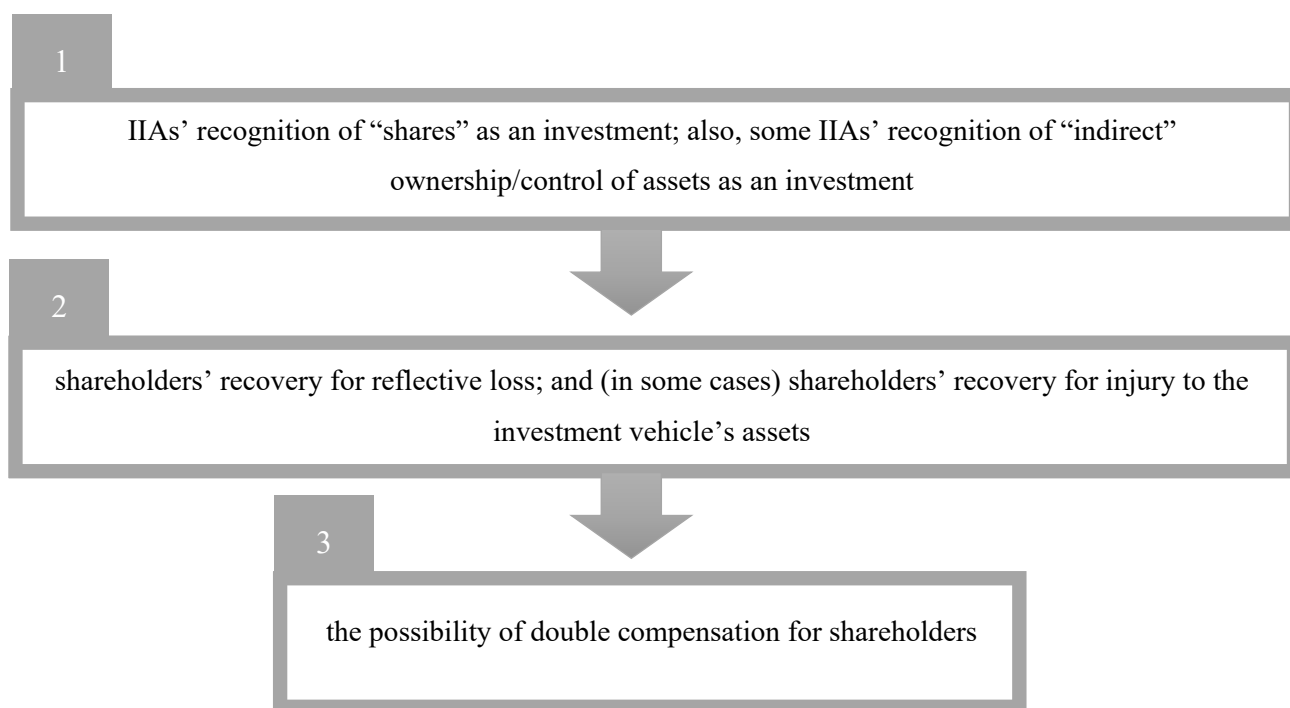 1
IIAs’ recognition of “shares” as an investment; also, some IIAs’ recognition of “indirect”
ownership/control of assets as an investment
2
shareholders’ recovery for reflective loss; and (in some cases) shareholders’ recovery for injury to the
investment vehicle’s assets
3
the possibility of double compensation for shareholders